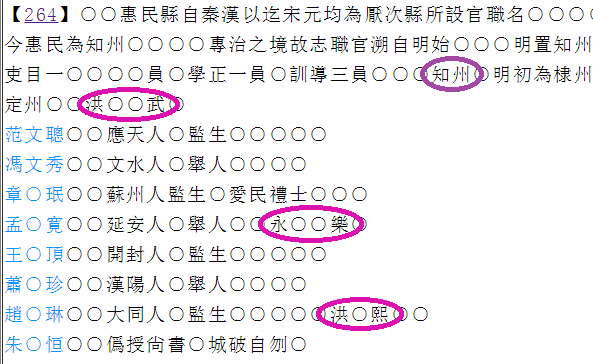 【264】○○惠民縣自秦漢以迄宋元均為厭次縣所設官職名○○○○
今惠民為知州○○○○專治之境故志職官溯自明始○○○明置知州
吏目一○○○○員○學正一員○訓導三員○○○知州○明初為棣州
定州○○洪○○武○
范文聰○○應天人○監生○○○○○
馮文秀○○文水人○舉人○○○○
章○珉○○蘇州人監生○愛民禮士○○○
孟○寬○○延安人○舉人○○永○○樂○
王○頂○○開封人○監生○○○○○
蕭○珍○○漢陽人○舉人○○○○
趙○琳○○大同人○監生○○○○○洪○熙○○
朱○恒○○僞授尙書○城破自刎○